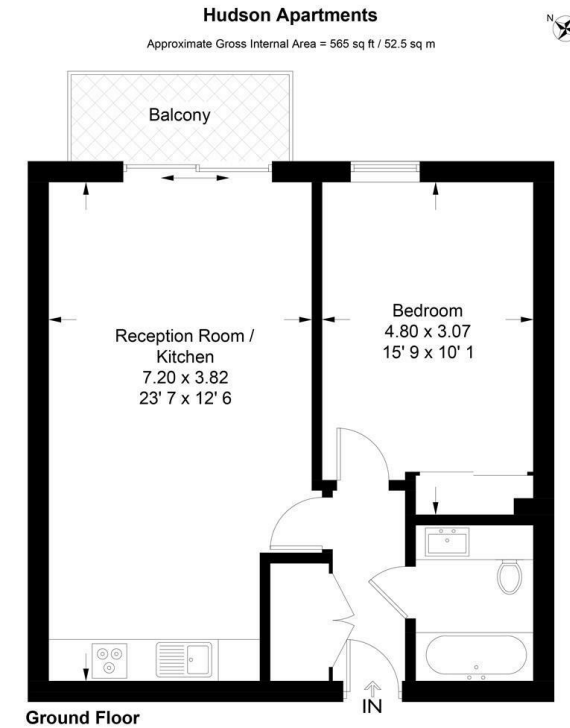 Hudson Apartments
Approximate Gross Internal Area = 565 sq ft / 52.5 sq m
N
Balcony
Reception Room /
Kitchen
7.20 x 3.82
23' 7 x 12' 6
Bedroom
4.80 x 3.07
15' 9 x 10' 1
IN
Ground Floor